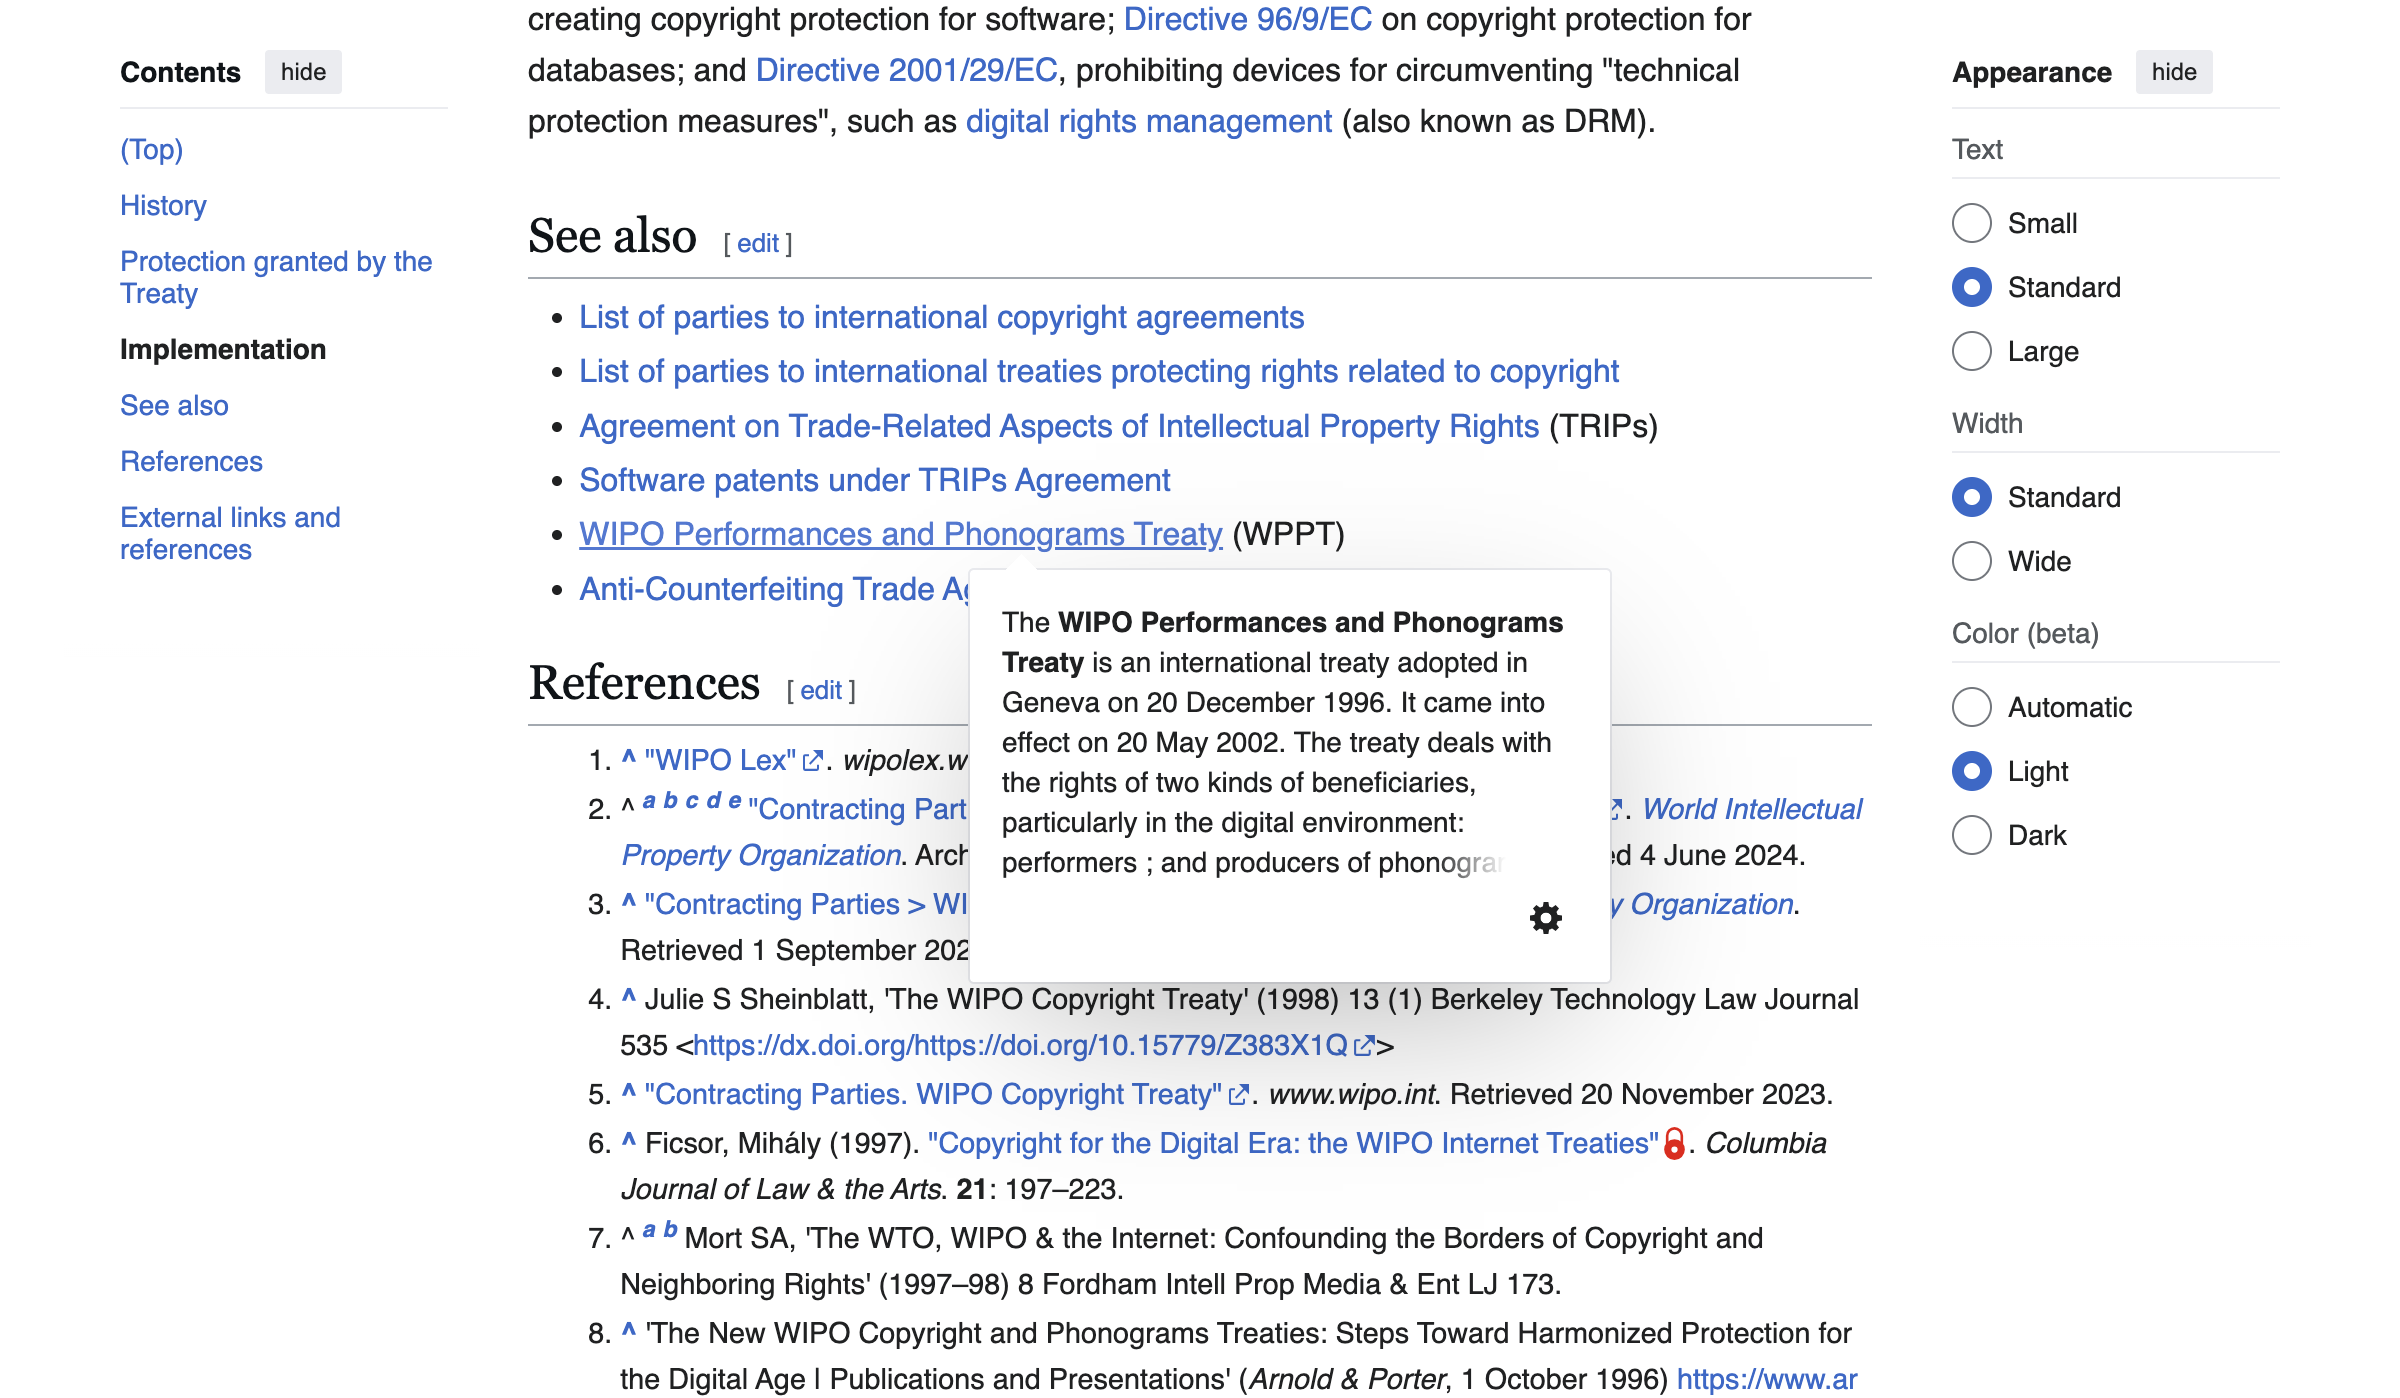 Contents hide
(Top)
History
Protection granted by the
Treaty
Implementation
See also
References
External links and
references
creating copyright protection for software; Directive 96/9/EC on copyright protection for
databases; and Directive 2001/29/EC, prohibiting devices for circumventing "technical
protection measures", such as digital rights management (also known as DRM).
See also [ edit ]
• List of parties to international copyright agreements
• List of parties to international treaties protecting rights related to copyright
• Agreement on Trade-Related Aspects of Intellectual Property Rights (TRIPs)
• Software patents under TRIPs Agreement
• WIPO Performances and Phonograms Treaty (WPPT)
• Anti-Counterfeiting Trade
The WIPO Performances and Phonograms
Treaty is an international treaty adopted in
Geneva on 20 December 1996. It came into
effect on 20 May 2002. The treaty deals with
the rights of two kinds of beneficiaries,
particularly in the digital environment:
performers ; and producers of phonogra
References [ edit ]
1. ^ "WIPO Lex". wipolex.w
2. ^ a b c d e "Contracting Part . World Intellectual
Property Organization. Arch ed 4 June 2024.
3. ^ "Contracting Parties > WI y Organization.
Retrieved 1 September 202
4. ^ Julie S Sheinblatt, 'The WIPO Copyright Treaty' (1998) 13 (1) Berkeley Technology Law Journal
535 <https://dx.doi.org/https://doi.org/10.15779/Z383X1Q>
5. ^ "Contracting Parties. WIPO Copyright Treaty". www.wipo.int. Retrieved 20 November 2023.
6. ^ Ficsor, Mihály (1997). "Copyright for the Digital Era: the WIPO Internet Treaties". Columbia
Journal of Law & the Arts. 21: 197–223.
7. ^ a b Mort SA, 'The WTO, WIPO & the Internet: Confounding the Borders of Copyright and
Neighboring Rights' (1997–98) 8 Fordham Intell Prop Media & Ent LJ 173.
8. ^ 'The New WIPO Copyright and Phonograms Treaties: Steps Toward Harmonized Protection for
the Digital Age | Publications and Presentations' (Arnold & Porter, 1 October 1996) https://www.ar
Appearance hide
Text
Small
Standard
Large
Width
Standard
Wide
Color (beta)
Automatic
Light
Dark